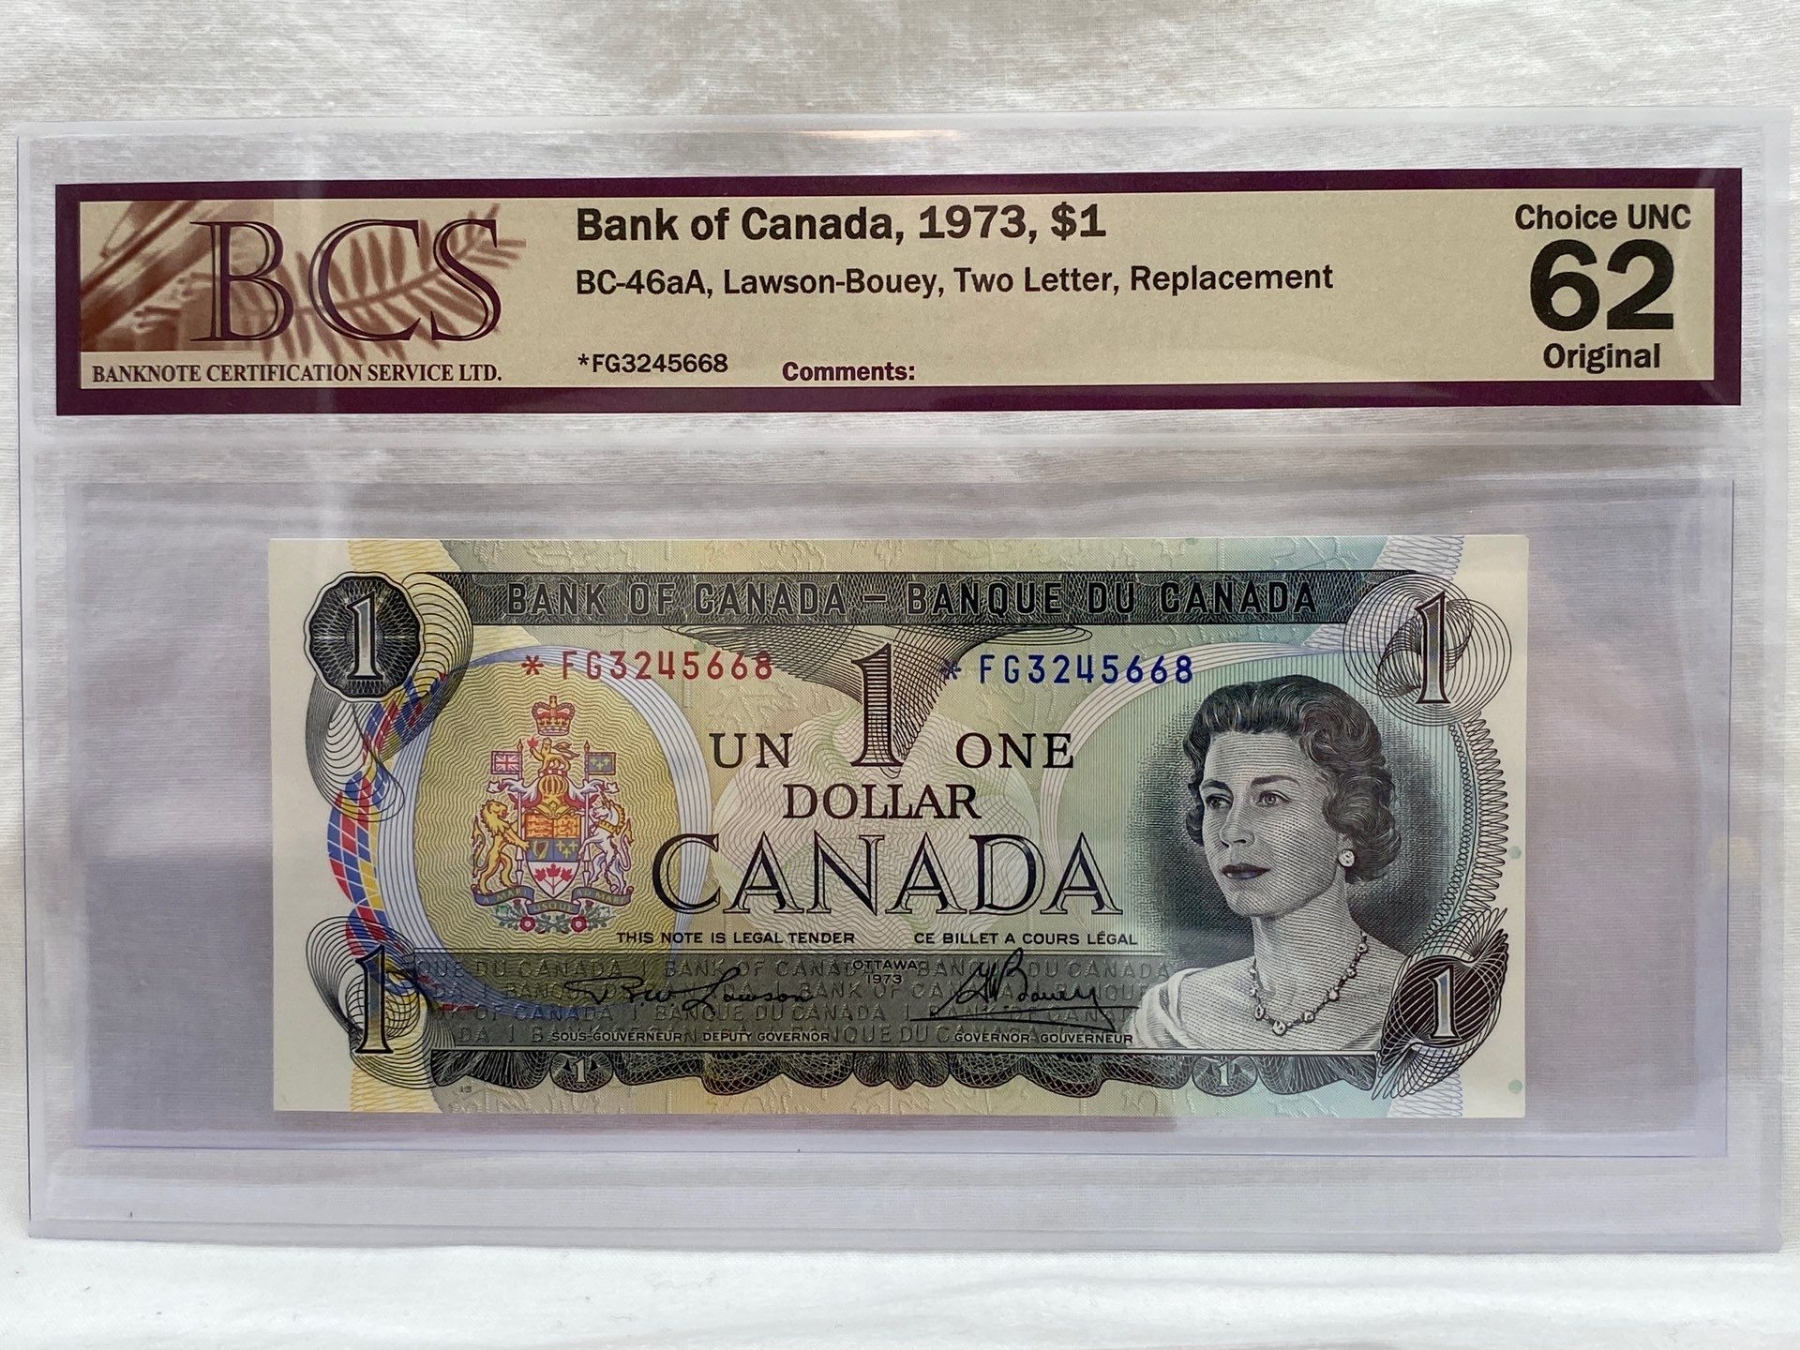 BCS
BANKNOTE CERTIFICATION SERVICE LTD.
Bank of Canada, 1973, $1
BC-46aA, Lawson-Bouey, Two Letter, Replacement
*FG3245668
Comments:
Choice UNC
62
Original
1
BANK OF CANADA – BANQUE DU CANADA
1
* FG3245668
* FG3245668
UN 1 ONE
DOLLAR
CANADA
THIS NOTE IS LEGAL TENDER CE BILLET A COURS LÉGAL
OTTAWA
1973
1
1
SOUS-GOUVERNEUR DEPUTY GOVERNOR
GOVERNOR-GOUVERNEUR
1
1